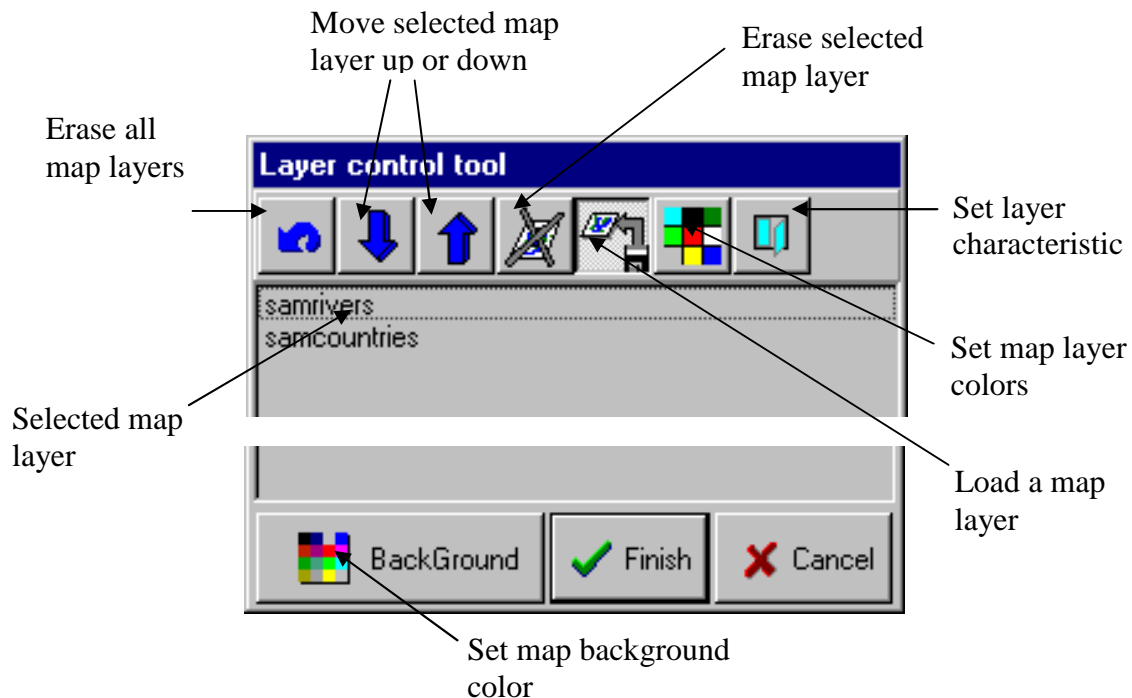 Move selected map
layer up or down
Erase selected
map layer
Erase all
map layers
Layer control tool
Set layer
characteristic
samrivers
samcountries
Set map layer
colors
Selected map
layer
Load a map
layer
BackGround
Finish
Cancel
Set map background
color